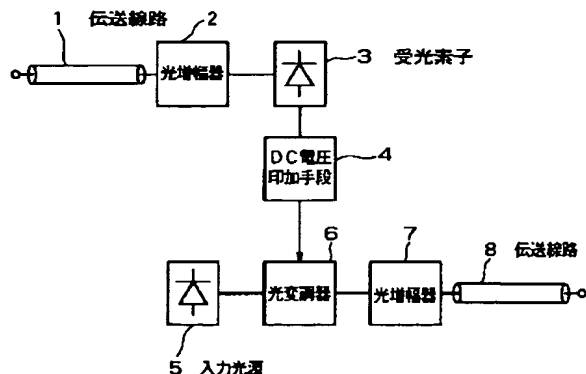 1 伝送線路
2
光増幅器
3 受光素子
DC電圧
印加手段
4
6
7
8 伝送線路
光変調器
光増幅器
5 入力光源